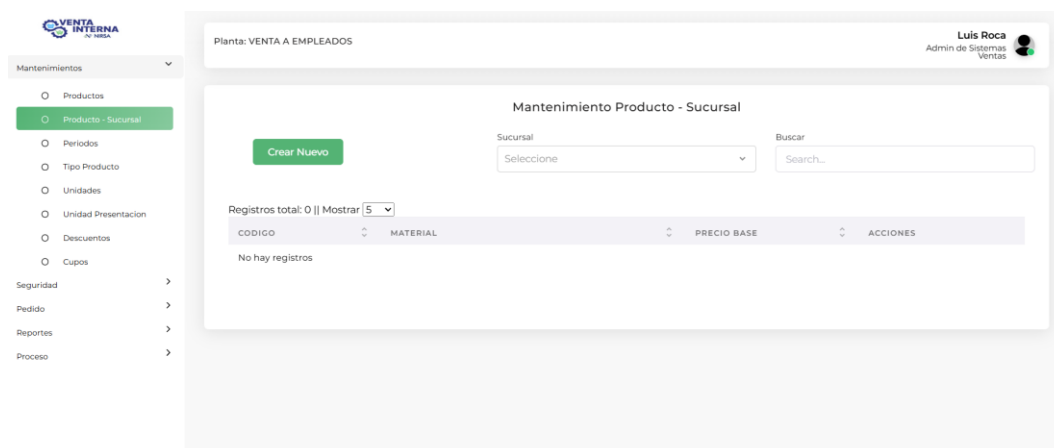 VENTA
INTERNA
BY NIRSA
Mantenimientos
Productos
Producto - Sucursal
Periodos
Tipo Producto
Unidades
Unidad Presentacion
Descuentos
Cupos
Seguridad
Pedido
Reportes
Proceso
Planta: VENTA A EMPLEADOS
Luis Roca
Admin de Sistemas
Ventas
Mantenimiento Producto - Sucursal
Crear Nuevo
Sucursal
Seleccione
Buscar
Search...
Registros total: 0 || Mostrar 5
CODIGO MATERIAL PRECIO BASE ACCIONES
No hay registros